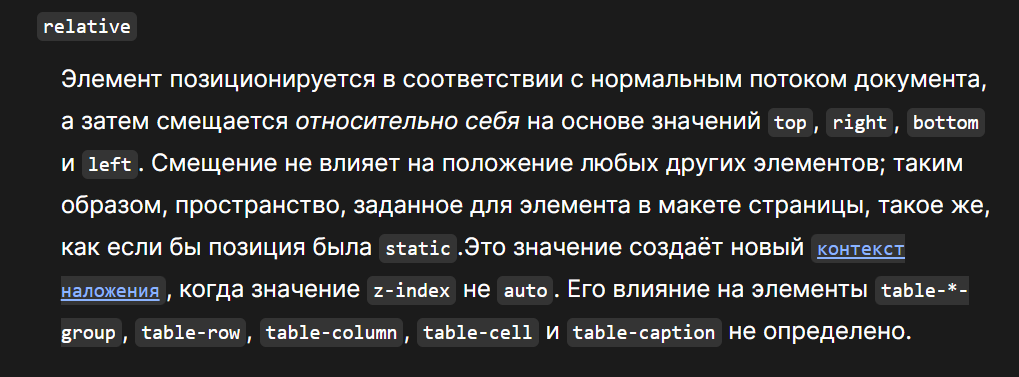 relative
Элемент позиционируется в соответствии с нормальным потоком документа,
а затем смещается относительно себя на основе значений top, right, bottom
и left. Смещение не влияет на положение любых других элементов; таким
образом, пространство, заданное для элемента в макете страницы, такое же,
как если бы позиция была static.Это значение создаёт новый контекст
наложения, когда значение z-index не auto. Его влияние на элементы table-*-
group, table-row, table-column, table-cell и table-caption не определено.